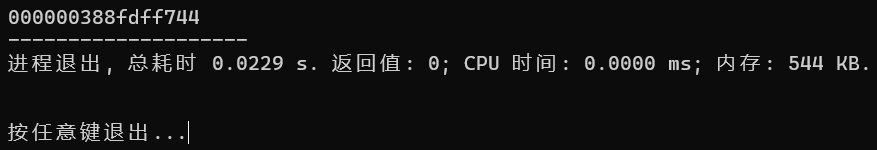 000000388fdff744
--------------------
进程退出, 总耗时 0.0229 s. 返回值: 0; CPU 时间: 0.0000 ms; 内存: 544 KB.
按任意键退出...